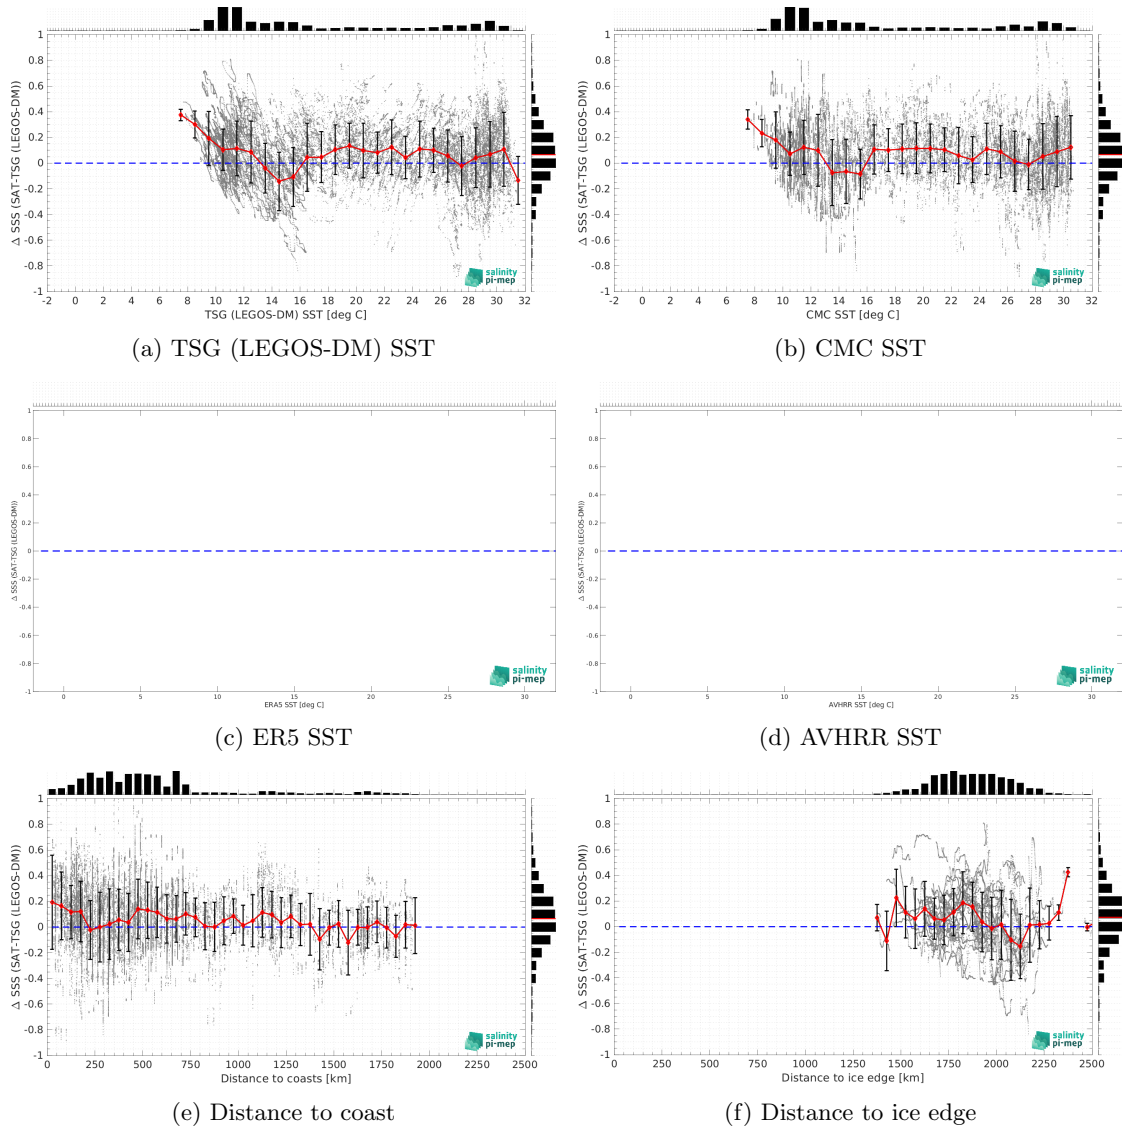 1
0.8
0.6
0.4
0.2
0
-0.2
-0.4
-0.6
-0.8
-1
Δ SSS (SAT-TSG (LEGOS-DM))
-2 0 2 4 6 8 10 12 14 16 18 20 22 24 26 28 30 32
TSG (LEGOS-DM) SST [deg C]
salinity
pi-mep
(a) TSG (LEGOS-DM) SST
1
0.8
0.6
0.4
0.2
0
-0.2
-0.4
-0.6
-0.8
-1
Δ SSS (SAT-TSG (LEGOS-DM))
-2 0 2 4 6 8 10 12 14 16 18 20 22 24 26 28 30 32
CMC SST [deg C]
salinity
pi-mep
(b) CMC SST
1
0.8
0.6
0.4
0.2
0
-0.2
-0.4
-0.6
-0.8
-1
Δ SSS (SAT-TSG (LEGOS-DM))
0 5 10 15 20 25 30
ERA5 SST [deg C]
salinity
pi-mep
(c) ER5 SST
1
0.8
0.6
0.4
0.2
0
-0.2
-0.4
-0.6
-0.8
-1
Δ SSS (SAT-TSG (LEGOS-DM))
0 5 10 15 20 25 30
AVHRR SST [deg C]
salinity
pi-mep
(d) AVHRR SST
1
0.8
0.6
0.4
0.2
0
-0.2
-0.4
-0.6
-0.8
-1
Δ SSS (SAT-TSG (LEGOS-DM))
0 250 500 750 1000 1250 1500 1750 2000 2250 2500
Distance to coasts [km]
salinity
pi-mep
(e) Distance to coast
1
0.8
0.6
0.4
0.2
0
-0.2
-0.4
-0.6
-0.8
-1
Δ SSS (SAT-TSG (LEGOS-DM))
0 250 500 750 1000 1250 1500 1750 2000 2250 2500
Distance to ice edge [km]
salinity
pi-mep
(f) Distance to ice edge